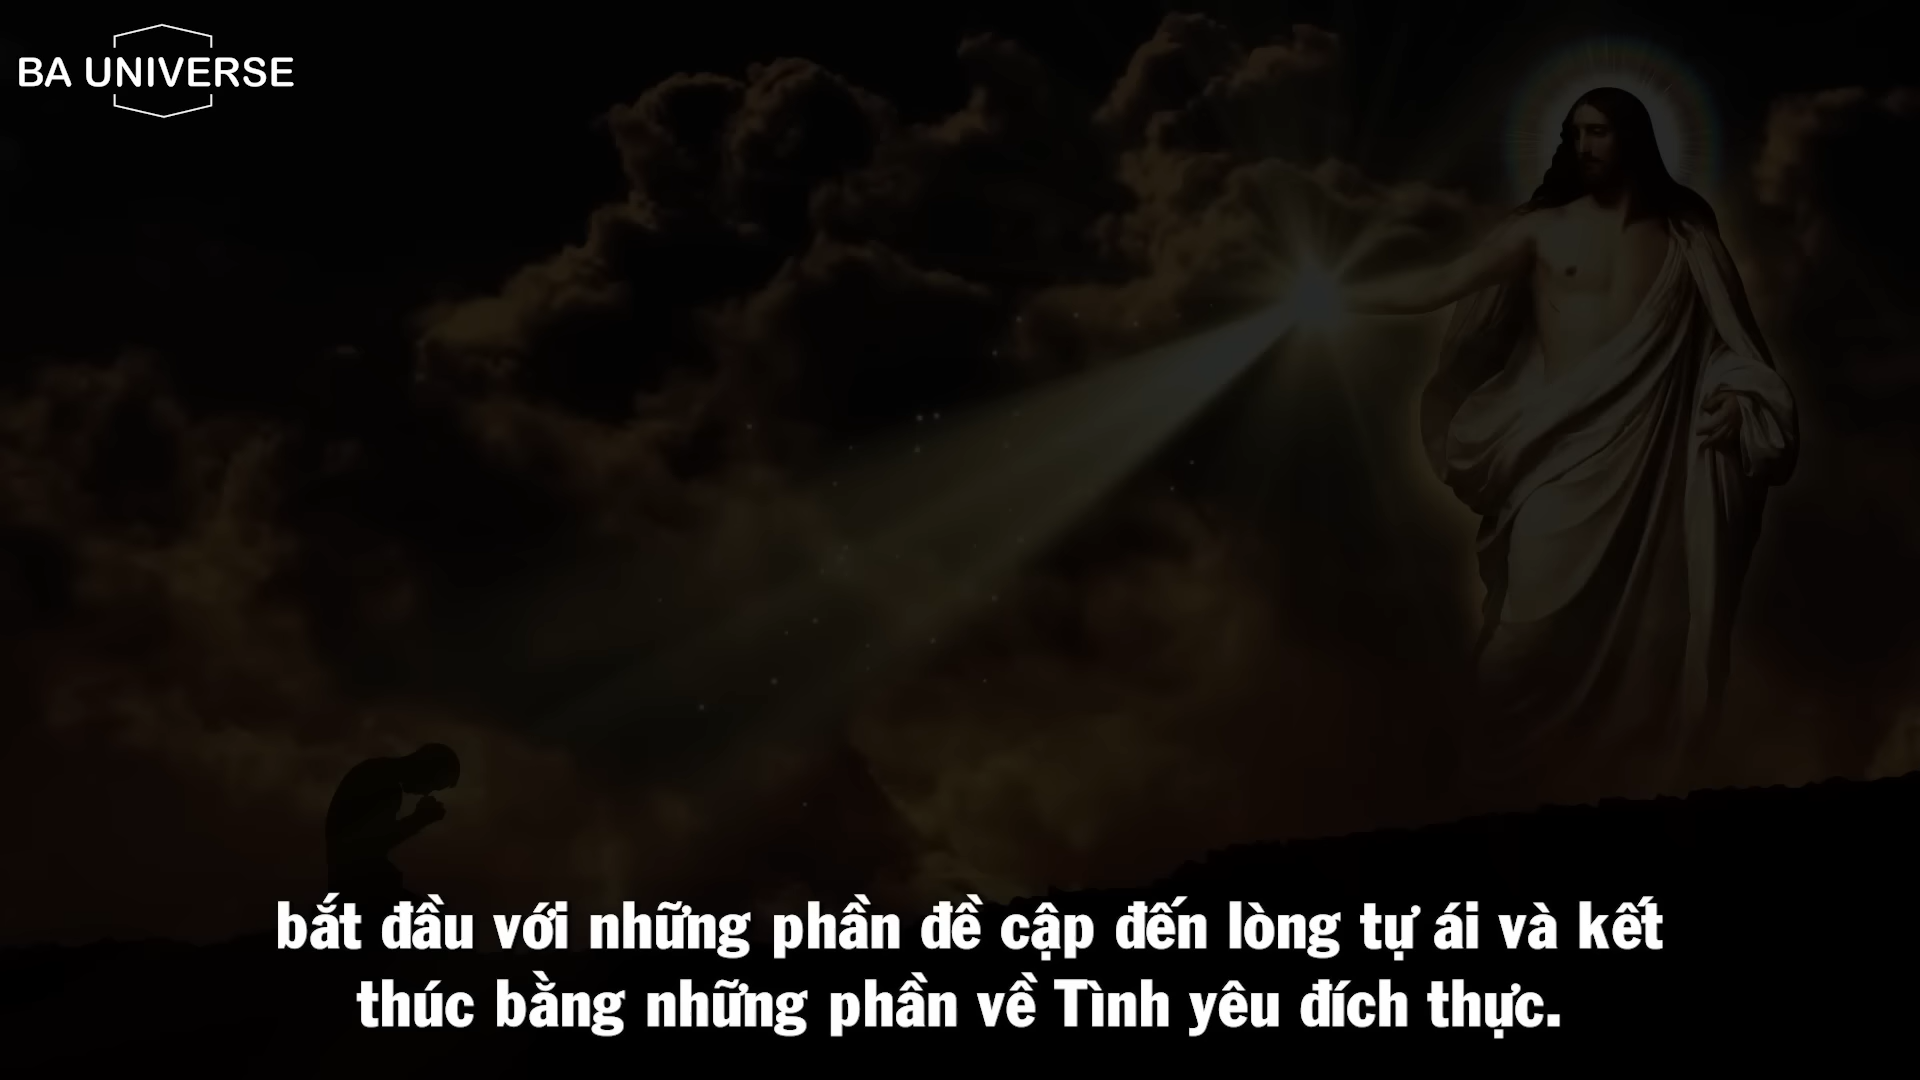 BA UNIVERSE
bắt đầu với những phần đề cập đến lòng tự ái và kết
thúc bằng những phần về Tình yêu đích thực.